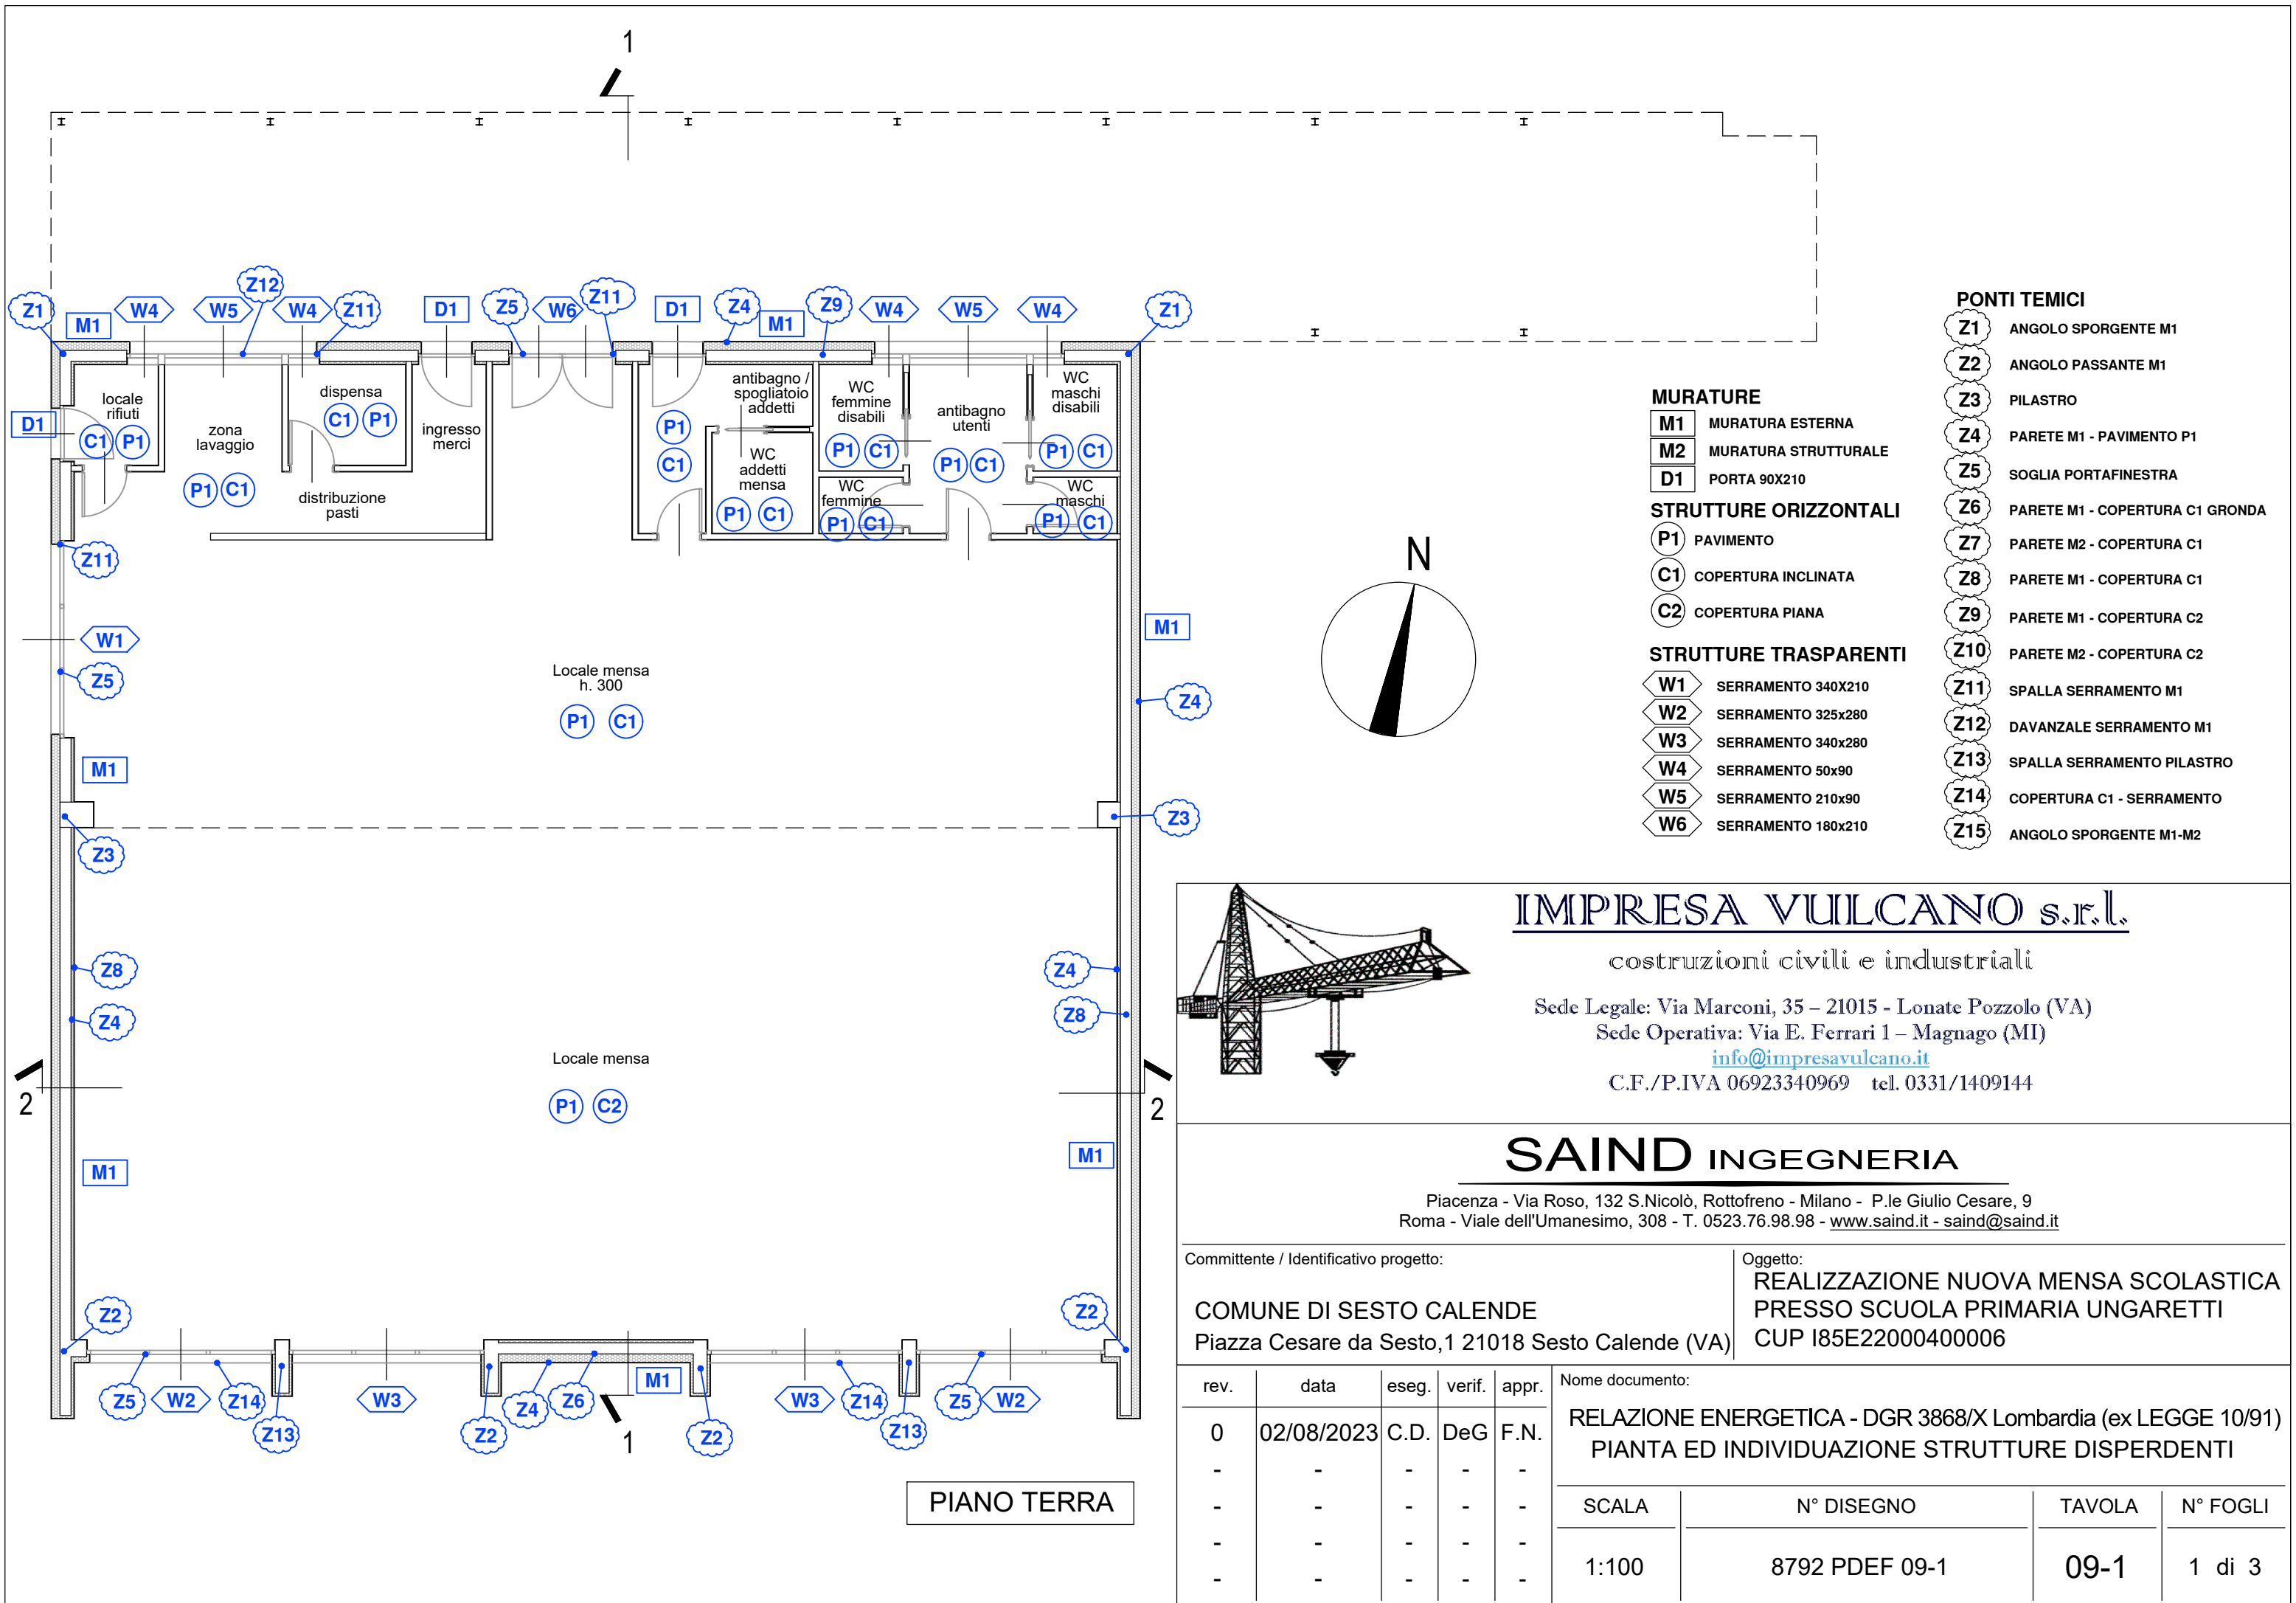 1
Z1
M1
W4
W5
Z12
W4
Z11
D1
Z5
W6
Z11
D1
Z4
M1
Z9
W4
W5
W4
Z1
D1
locale
rifiuti
C1 P1
zona
lavaggio
P1 C1
dispensa
C1 P1
distribuzione
pasti
ingresso
merci
P1
C1
antibagno /
spogliatoio
addetti
WC
addetti
mensa
P1 C1
WC
femmine
disabili
P1 C1
WC
femmine
P1 C1
antibagno
utenti
P1 C1
WC
maschi
disabili
P1 C1
WC
maschi
P1 C1
Z11
W1
Z5
M1
Z3
Locale mensa
h. 300
P1 C1
M1
Z4
Z3
Z8
Z4
Z4
Z8
2
Locale mensa
P1 C2
2
M1
M1
Z2
Z2
Z5
W2
Z14
Z13
W3
Z2
Z4
Z6
1
M1
Z2
W3
Z14
Z13
Z5
W2
PIANO TERRA
N
MURATURE
M1 MURATURA ESTERNA
M2 MURATURA STRUTTURALE
D1 PORTA 90X210
STRUTTURE ORIZZONTALI
P1 PAVIMENTO
C1 COPERTURA INCLINATA
C2 COPERTURA PIANA
STRUTTURE TRASPARENTI
W1 SERRAMENTO 340X210
W2 SERRAMENTO 325x280
W3 SERRAMENTO 340x280
W4 SERRAMENTO 50x90
W5 SERRAMENTO 210x90
W6 SERRAMENTO 180x210
PONTI TEMICI
Z1 ANGOLO SPORGENTE M1
Z2 ANGOLO PASSANTE M1
Z3 PILASTRO
Z4 PARETE M1 - PAVIMENTO P1
Z5 SOGLIA PORTAFINESTRA
Z6 PARETE M1 - COPERTURA C1 GRONDA
Z7 PARETE M2 - COPERTURA C1
Z8 PARETE M1 - COPERTURA C1
Z9 PARETE M1 - COPERTURA C2
Z10 PARETE M2 - COPERTURA C2
Z11 SPALLA SERRAMENTO M1
Z12 DAVANZALE SERRAMENTO M1
Z13 SPALLA SERRAMENTO PILASTRO
Z14 COPERTURA C1 - SERRAMENTO
Z15 ANGOLO SPORGENTE M1-M2
IMPRESA VULCANO s.r.l.
costruzioni civili e industriali
Sede Legale: Via Marconi, 35 – 21015 - Lonate Pozzolo (VA)
Sede Operativa: Via E. Ferrari 1 – Magnago (MI)
info@impresavulcano.it
C.F./P.IVA 06923340969 tel. 0331/1409144
SAIND INGEGNERIA
Piacenza - Via Roso, 132 S.Nicolò, Rottofreno - Milano - P.le Giulio Cesare, 9
Roma - Viale dell'Umanesimo, 308 - T. 0523.76.98.98 - www.saind.it - saind@saind.it
Committente / Identificativo progetto:
COMUNE DI SESTO CALENDE
Piazza Cesare da Sesto,1 21018 Sesto Calende (VA)
Oggetto:
REALIZZAZIONE NUOVA MENSA SCOLASTICA
PRESSO SCUOLA PRIMARIA UNGARETTI
CUP I85E22000400006
rev. data eseg. verif. appr.
0 02/08/2023 C.D. DeG F.N.
- - - - -
- - - - -
- - - - -
- - - - -
Nome documento:
RELAZIONE ENERGETICA - DGR 3868/X Lombardia (ex LEGGE 10/91)
PIANTA ED INDIVIDUAZIONE STRUTTURE DISPERDENTI
SCALA N° DISEGNO TAVOLA N° FOGLI
1:100 8792 PDEF 09-1 09-1 1 di 3